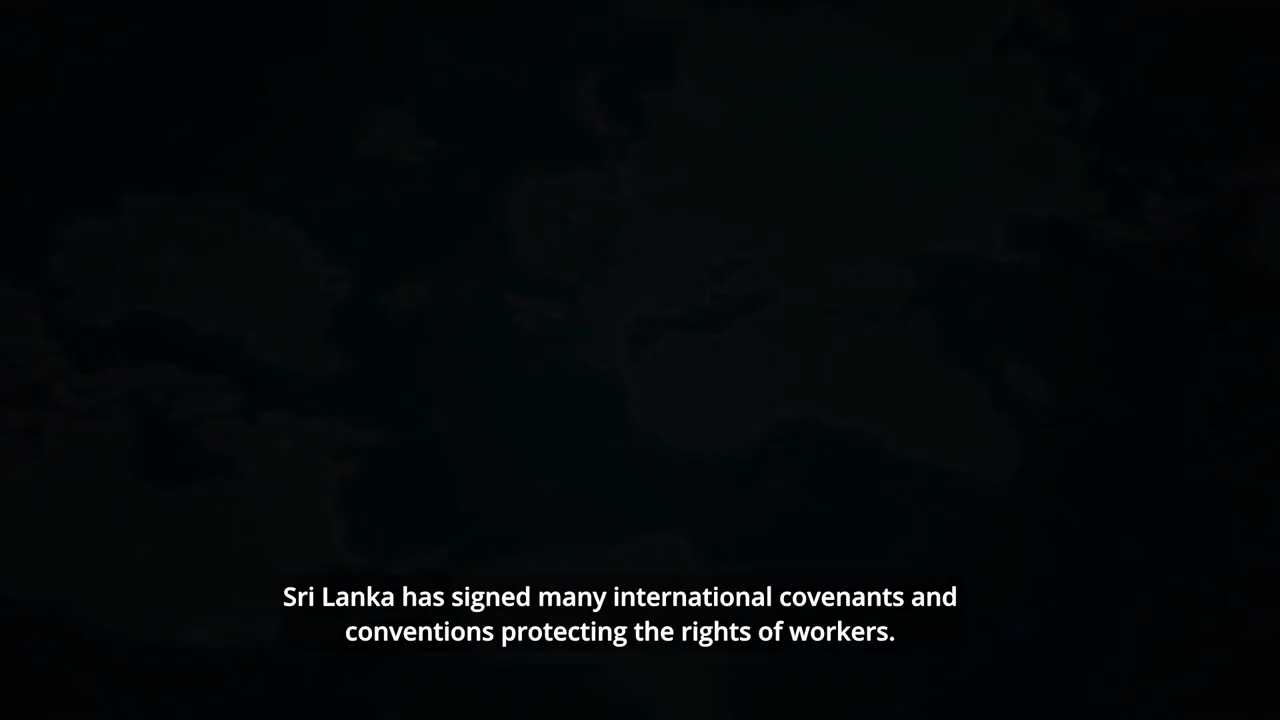 Sri Lanka has signed many international covenants and
conventions protecting the rights of workers.